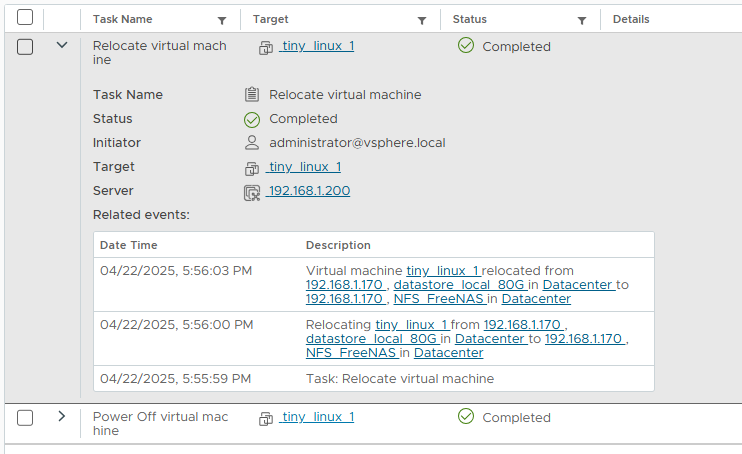 Task Name Target Status Details
Relocate virtual mach
ine
tiny_linux_1
Completed
Task Name Relocate virtual machine
Status Completed
Initiator administrator@vsphere.local
Target tiny_linux_1
Server 192.168.1.200
Related events:
Date Time Description
04/22/2025, 5:56:03 PM Virtual machine tiny_linux_1 relocated from
192.168.1.170 , datastore_local_80G in Datacenter to
192.168.1.170 , NFS_FreeNAS in Datacenter
04/22/2025, 5:56:00 PM Relocating tiny_linux_1 from 192.168.1.170 ,
datastore_local_80G in Datacenter to 192.168.1.170 ,
NFS_FreeNAS in Datacenter
04/22/2025, 5:55:59 PM Task: Relocate virtual machine
Power Off virtual mac
hine
tiny_linux_1
Completed